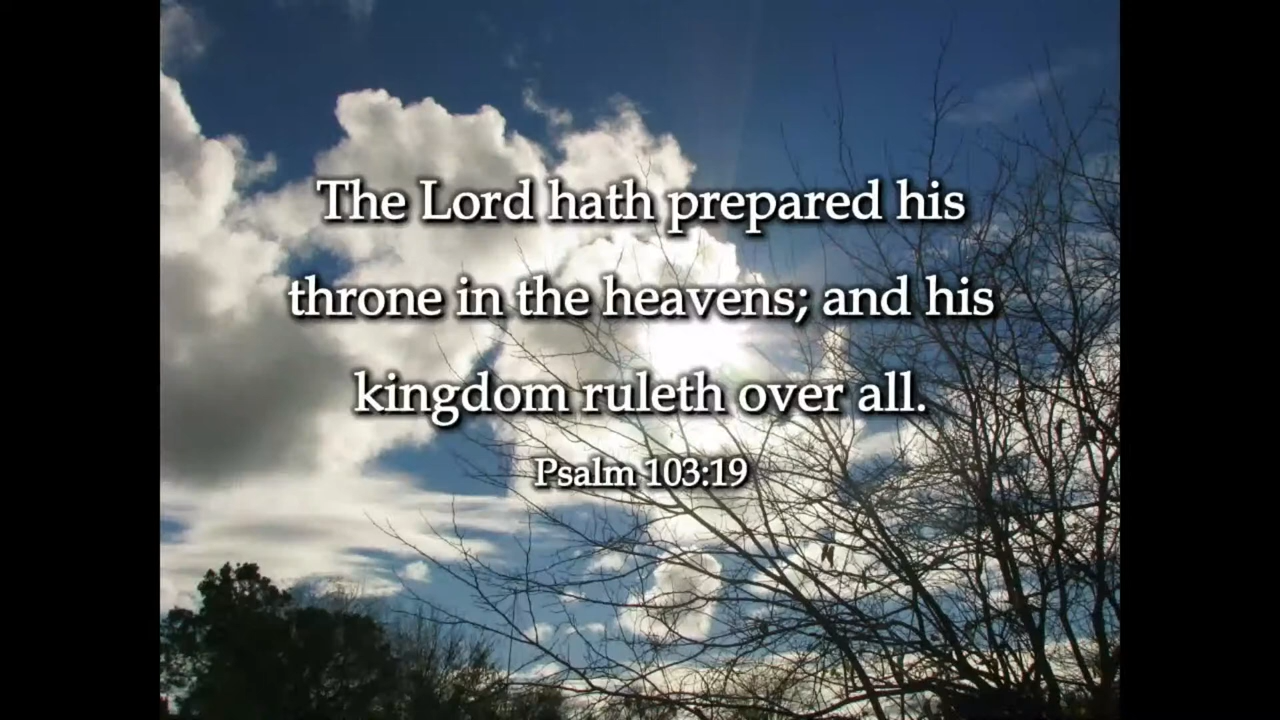 The Lord hath prepared his
throne in the heavens; and his
kingdom ruleth over all.
Psalm 103:19